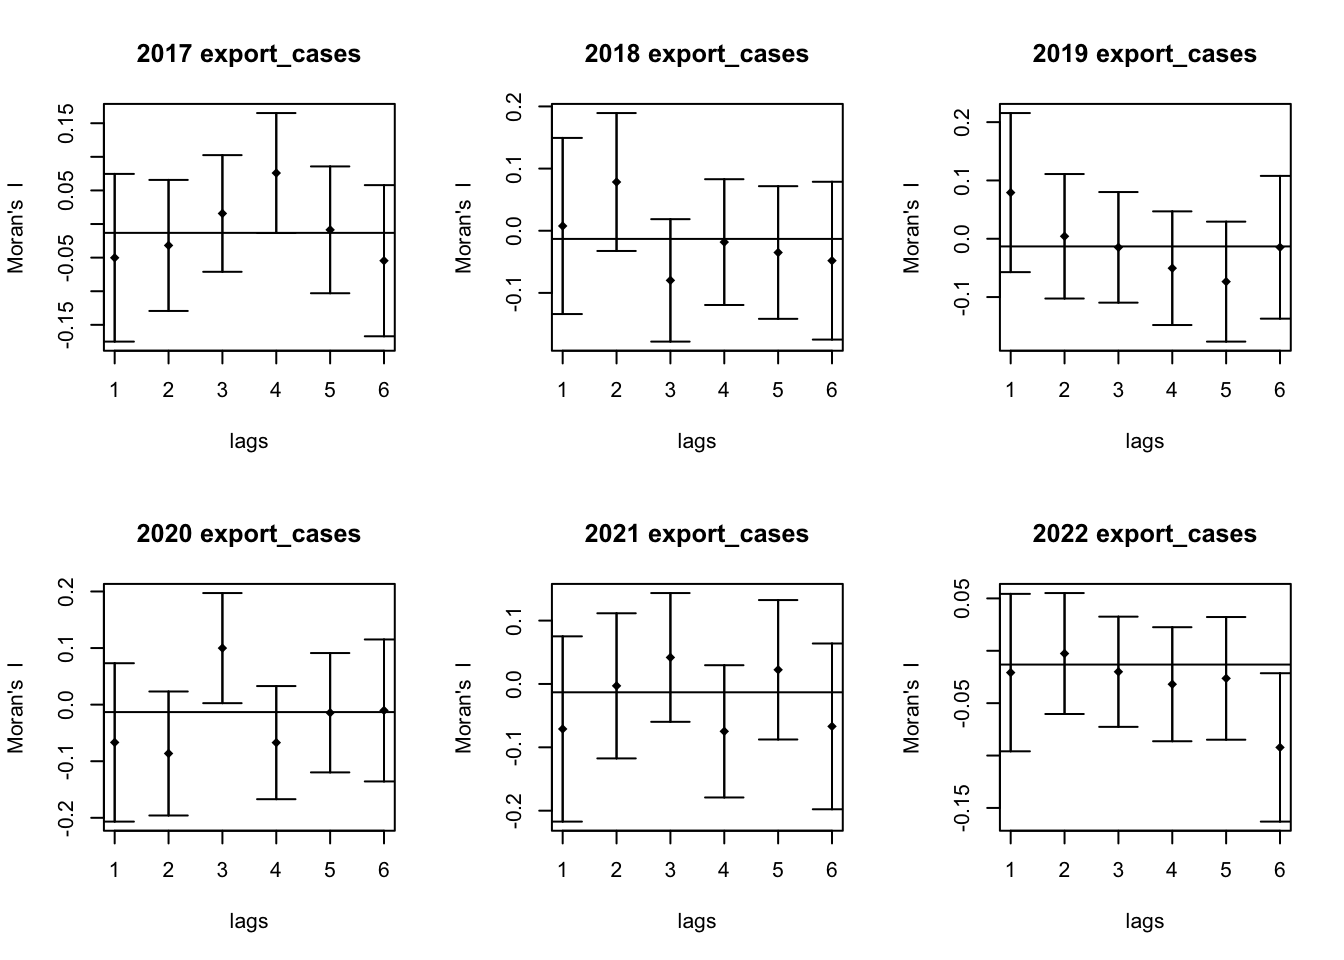 2017 export_cases
Moran's I
0.15
0.05
-0.05
-0.15
1 2 3 4 5 6
lags
2018 export_cases
Moran's I
0.2
0.1
0.0
-0.1
1 2 3 4 5 6
lags
2019 export_cases
Moran's I
0.2
0.1
0.0
-0.1
1 2 3 4 5 6
lags
2020 export_cases
Moran's I
0.2
0.1
0.0
-0.1
-0.2
1 2 3 4 5 6
lags
2021 export_cases
Moran's I
0.1
0.0
-0.1
-0.2
1 2 3 4 5 6
lags
2022 export_cases
Moran's I
0.05
-0.05
-0.15
1 2 3 4 5 6
lags